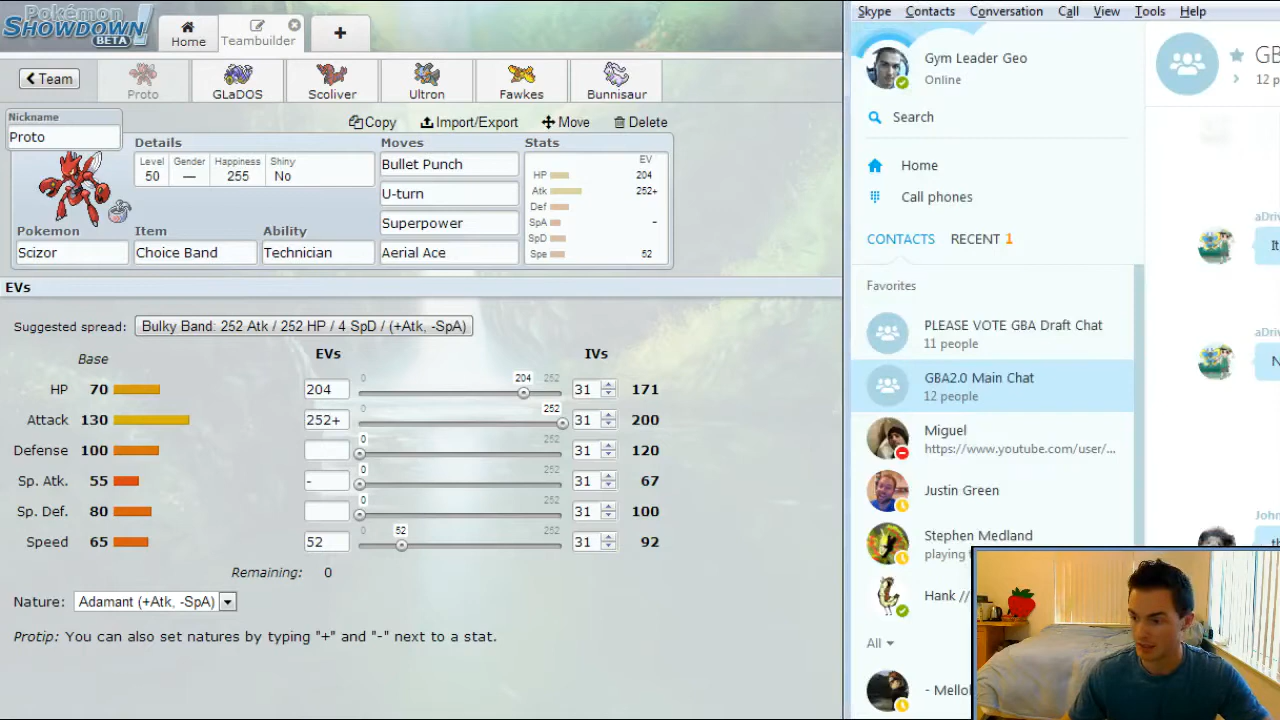 Pokémon
SHOWDOWN!
BETA
Home
Teambuilder
+
Team
Proto
GLaDOS
Scoliver
Ultron
Fawkes
Bunnisaur
Nickname
Proto
Copy
Import/Export
Move
Delete
Details
Level
Gender
Happiness
Shiny
50
—
255
No
Pokemon
Scizor
Item
Choice Band
Ability
Technician
Moves
Bullet Punch
U-turn
Superpower
Aerial Ace
Stats
EV
HP 204
Atk 252+
Def
SpA -
SpD
Spe 52
EVs
Suggested spread: Bulky Band: 252 Atk / 252 HP / 4 SpD / (+Atk, -SpA)
Base EVs IVs
HP 70 204 0 204 252 31 171
Attack 130 252+ 0 252 31 200
Defense 100 0 252 31 120
Sp. Atk. 55 - 0 252 31 67
Sp. Def. 80 0 252 31 100
Speed 65 52 0 52 252 31 92
Remaining: 0
Nature: Adamant (+Atk, -SpA)
Protip: You can also set natures by typing "+" and "-" next to a stat.
Skype Contacts Conversation Call View Tools Help
Gym Leader Geo
Online
Search
Home
Call phones
CONTACTS RECENT 1
Favorites
PLEASE VOTE GBA Draft Chat
11 people
GBA2.0 Main Chat
12 people
Miguel
https://www.youtube.com/user/...
Justin Green
Stephen Medland
playing
Hank //
All
- Mello
GB
12 p
aDriv
It
aDriv
N
John
th